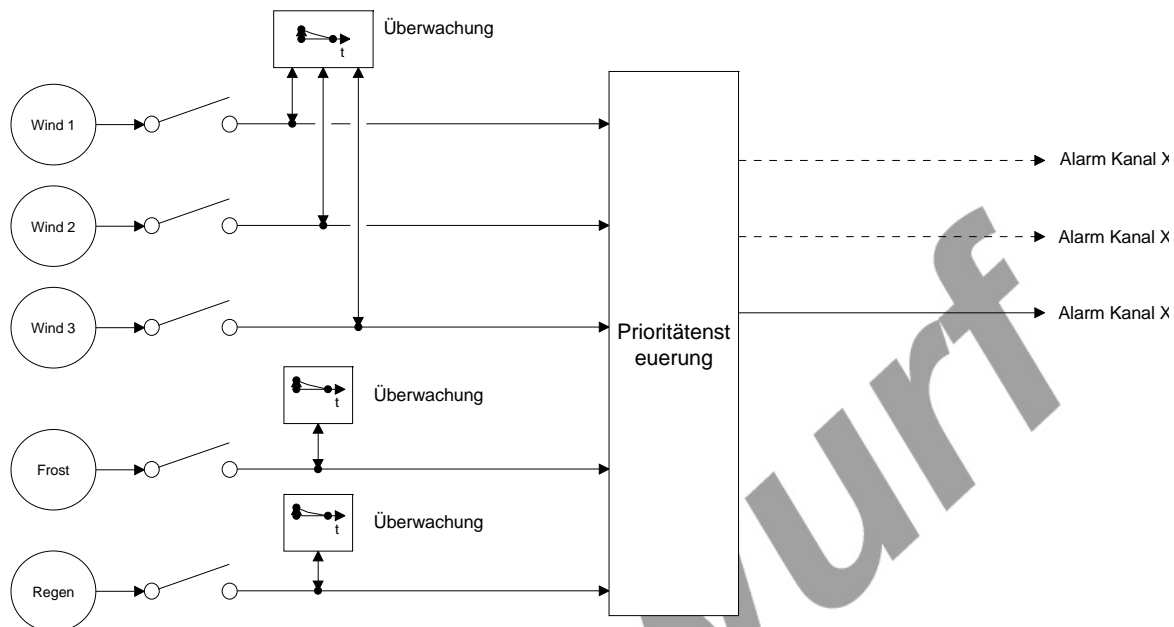 Überwachung
t
Wind 1
Alarm Kanal X
Wind 2
Alarm Kanal X
Wind 3
Alarm Kanal X
Prioritätenst
euerung
t
Überwachung
Frost
t
Überwachung
Regen
wurf